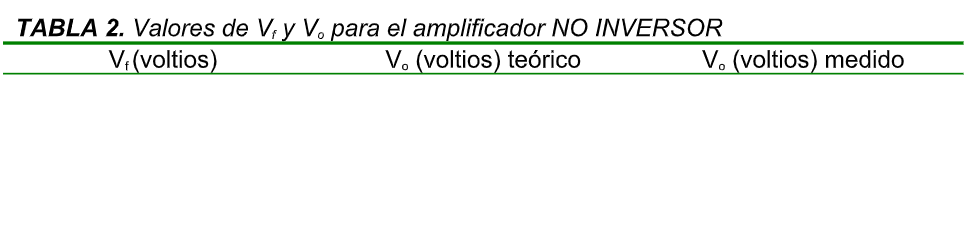 TABLA 2. Valores de Vf y Vo para el amplificador NO INVERSOR
Vf (voltios) Vo (voltios) teórico Vo (voltios) medido